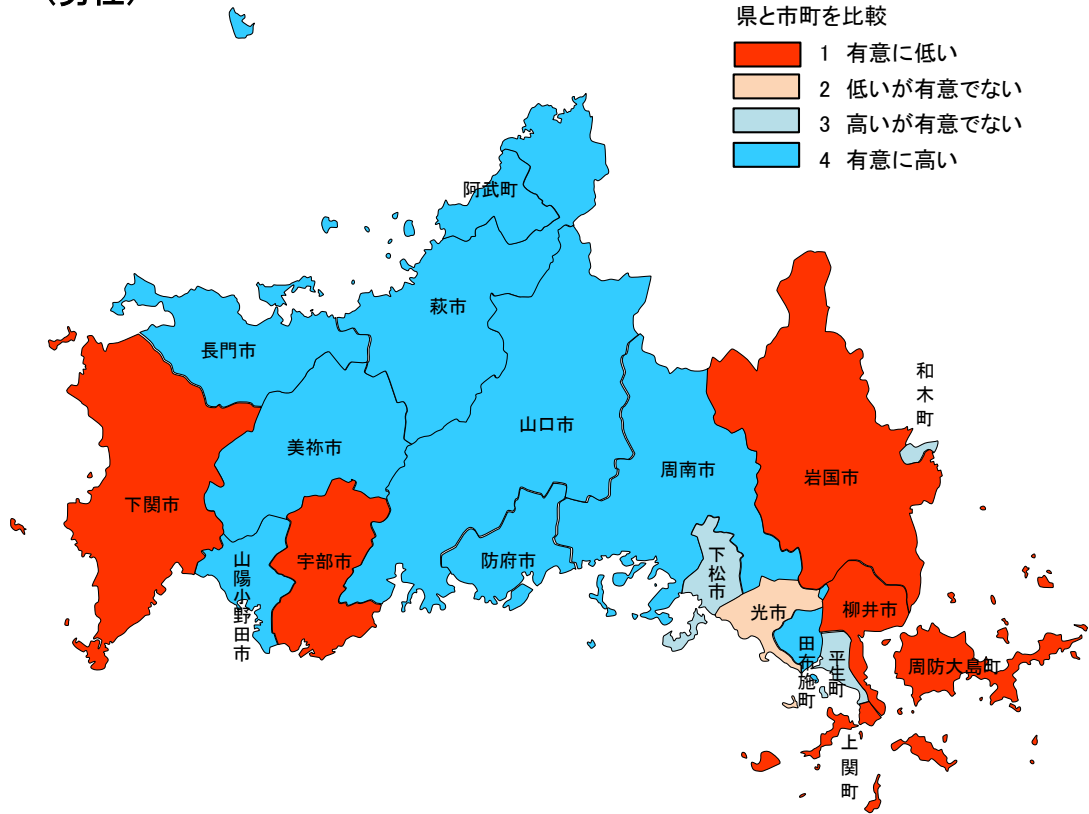 (男性)
県と市町を比較
1 有意に低い
2 低いが有意でない
3 高いが有意でない
4 有意に高い
阿武町
萩市
長門市
和木町
山口市
美祢市
周南市
岩国市
下関市
宇部市
防府市
下松市
山陽小野田市
光市
柳井市
田布施町
平生町
周防大島町
上関町